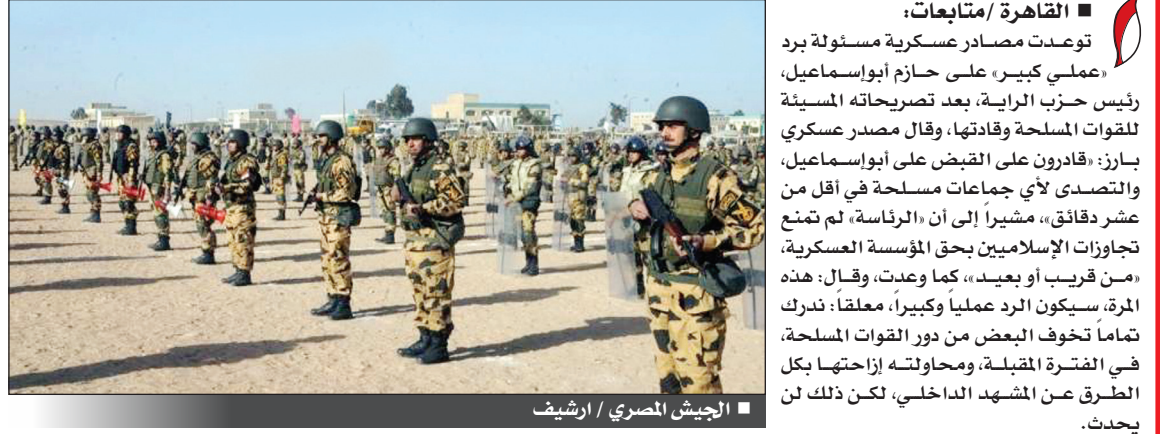 ■ القاهرة /متابعات:
توعدت مصادر عسكرية مسئولة برد
«عملي كبير» على حازم أبوإسماعيل،
رئيس حزب الراية، بعد تصريحاته المسيئة
للقوات المسلحة وقادتها، وقال مصدر عسكري
بارز: «قادرون على القبض على أبوإسماعيل،
والتصدى لأي جماعات مسلحة في أقل من
عشر دقائق»، مشيراً إلى أن «الرئاسة» لم تمنع
تجاوزات الإسلاميين بحق المؤسسة العسكرية،
«من قريب أو بعيد»، كما وعدت، وقال: هذه
المرة، سيكون الرد عملياً وكبيراً، معلقاً: ندرك
تماماً تخوف البعض من دور القوات المسلحة،
في الفترة المقبلة، ومحاولته إزاحتها بكل
الطرق عن المشهد الداخلي، لكن ذلك لن
يحدث.
■ الجيش المصري / ارشيف